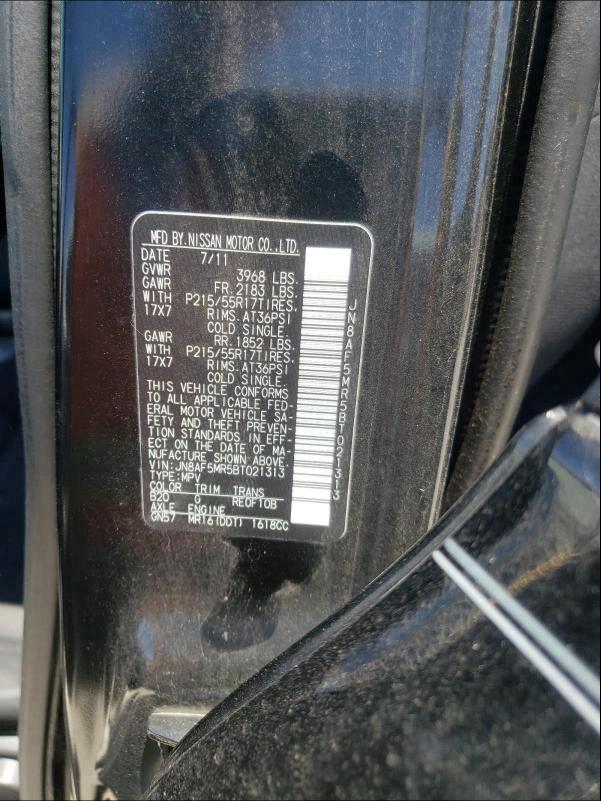 MFD BY.NISSAN MOTOR CO.,LTD.
DATE 7/11
GVWR 3968 LBS.
GAWR FR.2183 LBS.
WITH P215/55R17TIRES.
17X7 RIMS.AT36PSI
COLD SINGLE.
GAWR RR.1852 LBS.
WITH P215/55R17TIRES.
17X7 RIMS.AT36PSI
COLD SINGLE.
THIS VEHICLE CONFORMS
TO ALL APPLICABLE FED-
ERAL MOTOR VEHICLE SA-
FETY AND THEFT PREVEN-
TION STANDARDS IN EFF-
ECT ON THE DATE OF MA-
NUFACTURE SHOWN ABOVE.
VIN:JN8AF5MR5BT021313
TYPE:MPV
COLOR TRIM TRANS
B20 G RE0F10B
AXLE ENGINE
GN57 MR16(DDT) 1618CC
JN8AF5MR5BT021313